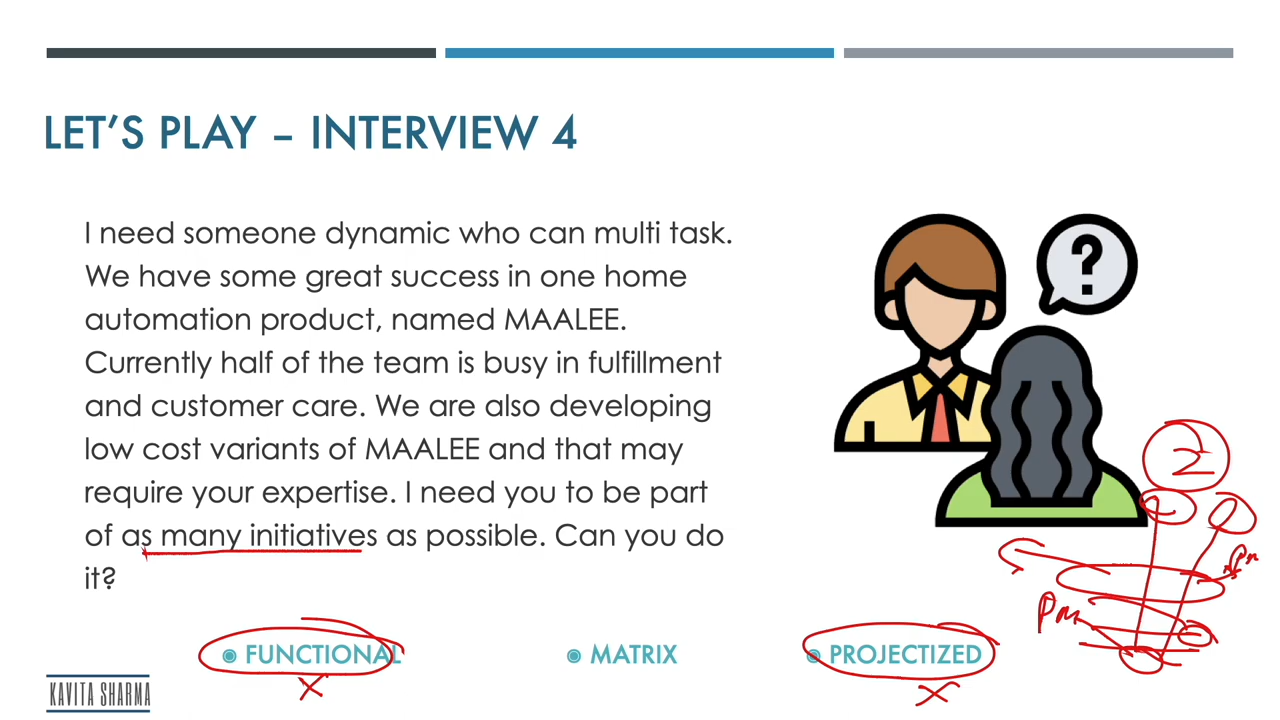 LET'S PLAY – INTERVIEW 4
I need someone dynamic who can multi task.
We have some great success in one home
automation product, named MAALEE.
Currently half of the team is busy in fulfillment
and customer care. We are also developing
low cost variants of MAALEE and that may
require your expertise. I need you to be part
of as many initiatives as possible. Can you do
it?
?
2
Pm
Pm
FUNCTIONAL
MATRIX
PROJECTIZED
X
X
KAVITA SHARMA